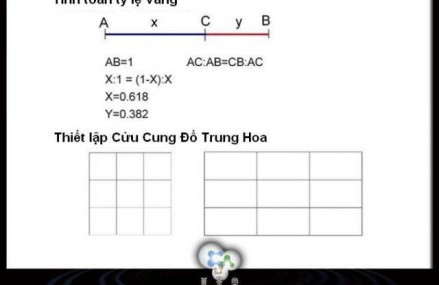 Tính toán tỷ lệ vàng
A x C y B
AB=1 AC:AB=CB:AC
X:1 = (1-X):X
X=0.618
Y=0.382
Thiết lập Cửu Cung Đồ Trung Hoa